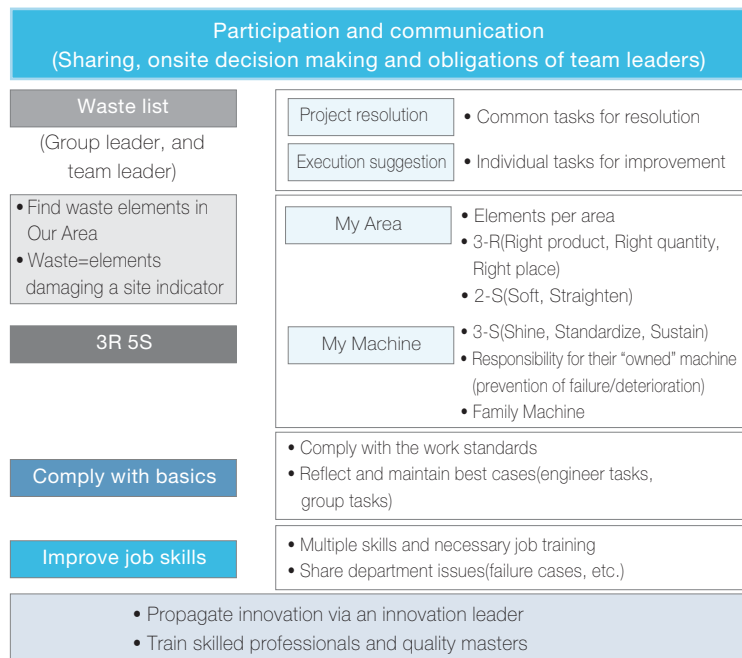 Participation and communication
(Sharing, onsite decision making and obligations of team leaders)
Waste list
(Group leader, and
team leader)
• Find waste elements in
Our Area
• Waste=elements
damaging a site indicator
3R 5S
Project resolution
• Common tasks for resolution
Execution suggestion
• Individual tasks for improvement
My Area
• Elements per area
• 3-R(Right product, Right quantity,
Right place)
• 2-S(Soft, Straighten)
My Machine
• 3-S(Shine, Standardize, Sustain)
• Responsibility for their “owned” machine
(prevention of failure/deterioration)
• Family Machine
Comply with basics
• Comply with the work standards
• Reflect and maintain best cases(engineer tasks,
group tasks)
Improve job skills
• Multiple skills and necessary job training
• Share department issues(failure cases, etc.)
• Propagate innovation via an innovation leader
• Train skilled professionals and quality masters